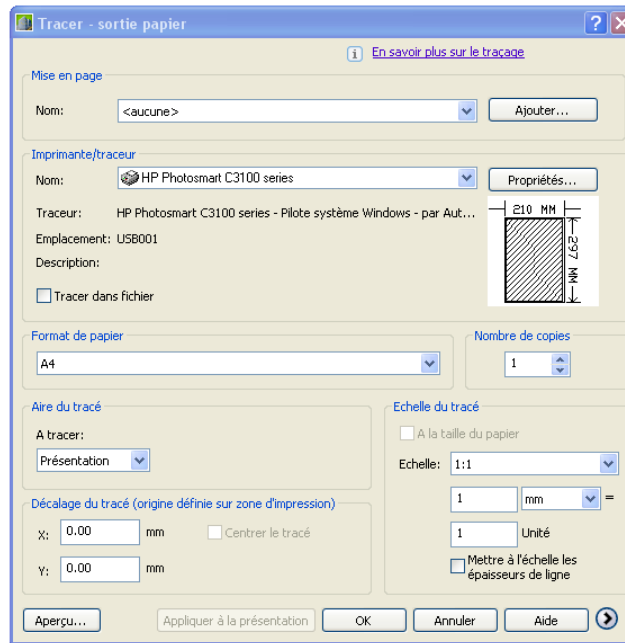 Tracer - sortie papier
En savoir plus sur le traçage
Mise en page
Nom: <aucune> Ajouter...
Imprimante/traceur
Nom: HP Photosmart C3100 series Propriétés...
Traceur: HP Photosmart C3100 series - Pilote système Windows - par Aut...
210 MM
Emplacement: USB001
297 MM
Description:
Tracer dans fichier
Format de papier
A4
Nombre de copies
1
Aire du tracé
A tracer:
Présentation
Echelle du tracé
A la taille du papier
Echelle: 1:1
1 mm =
1 Unité
Mettre à l'échelle les
épaisseurs de ligne
Décalage du tracé (origine définie sur zone d'impression)
X: 0.00 mm Centrer le tracé
Y: 0.00 mm
Aperçu... Appliquer à la présentation OK Annuler Aide